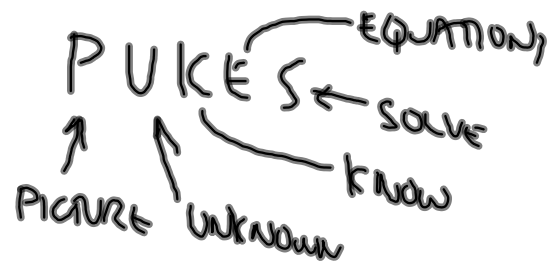 EQUATION,
PUKES
SOLVE
KNOW
PICTURE
UNKNOWN